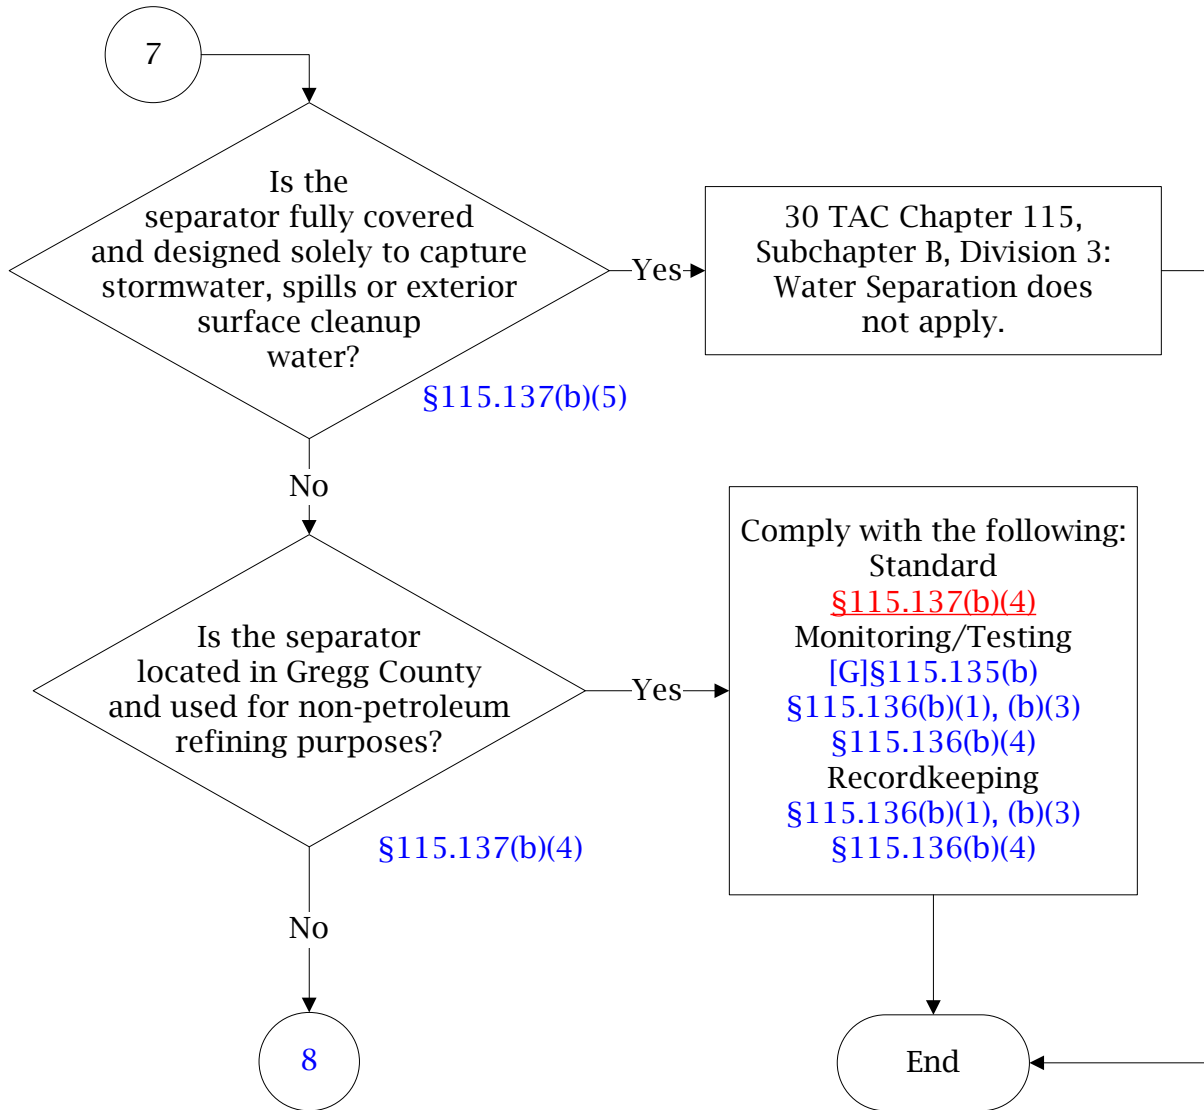 7
Is the
separator fully covered
and designed solely to capture
stormwater, spills or exterior
surface cleanup
water?
§115.137(b)(5)
Yes
30 TAC Chapter 115,
Subchapter B, Division 3:
Water Separation does
not apply.
No
Is the separator
located in Gregg County
and used for non-petroleum
refining purposes?
§115.137(b)(4)
Yes
Comply with the following:
Standard
§115.137(b)(4)
Monitoring/Testing
[G]§115.135(b)
§115.136(b)(1), (b)(3)
§115.136(b)(4)
Recordkeeping
§115.136(b)(1), (b)(3)
§115.136(b)(4)
No
8
End